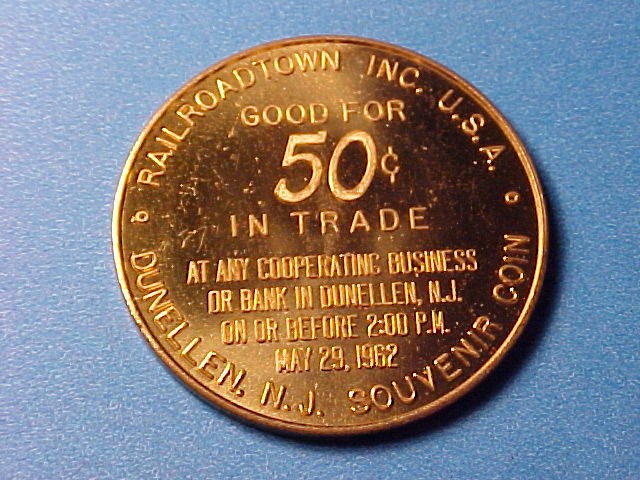 RAILROADTOWN INC. U.S.A.
GOOD FOR
50¢
IN TRADE
AT ANY COOPERATING BUSINESS
OR BANK IN DUNELLEN, N.J.
ON OR BEFORE 2:00 P.M.
MAY 29, 1962
DUNELLEN, N.J. SOUVENIR COIN